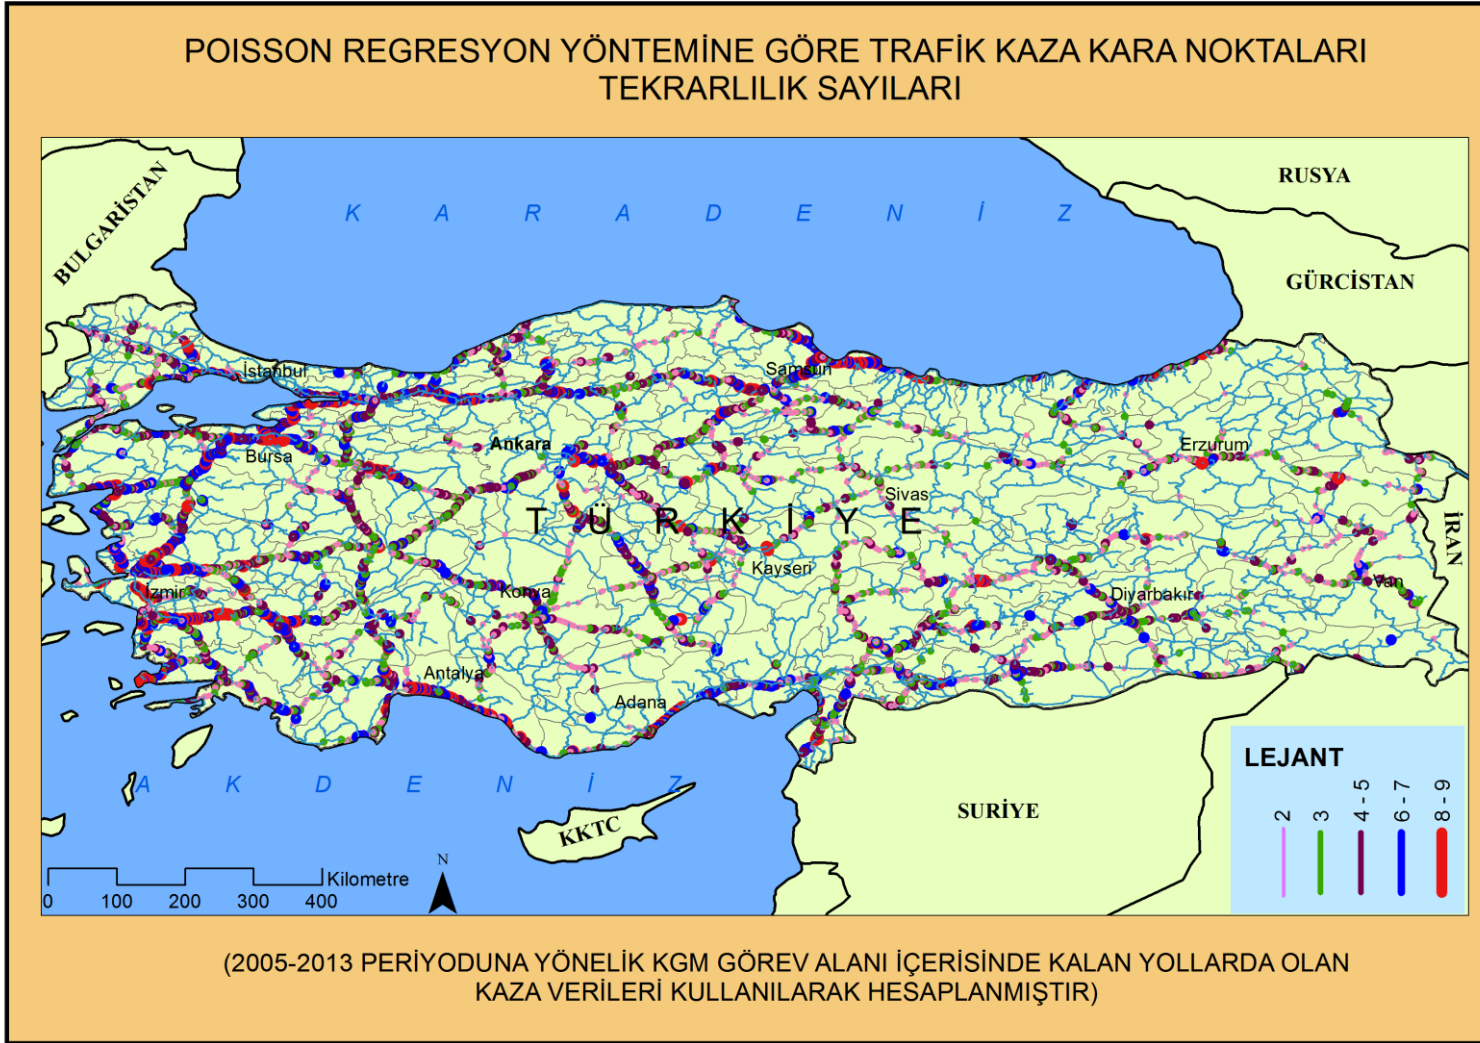 POISSON REGRESYON YÖNTEMİNE GÖRE TRAFİK KAZA KARA NOKTALARI
TEKRARLILIK SAYILARI
RUSYA
BULGARİSTAN
K A R A D E N İ Z
GÜRCİSTAN
İstanbul
Samsun
Ankara
Bursa
Erzurum
Sivas
T Ü R K İ Y E
İRAN
Kayseri
Van
İzmir
Konya
Diyarbakır
Antalya
Adana
LEJANT
A K D E N İ Z
SURİYE
KKTC
2
3
4 - 5
6 - 7
8 - 9
N
Kilometre
0 100 200 300 400
(2005-2013 PERİYODUNA YÖNELİK KGM GÖREV ALANI İÇERİSİNDE KALAN YOLLARDA OLAN
KAZA VERİLERİ KULLANILARAK HESAPLANMIŞTIR)